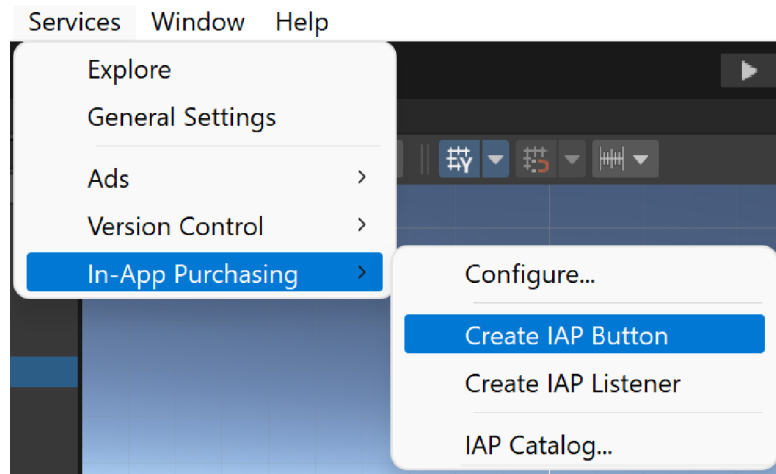 Services Window Help
Explore
General Settings
Ads
Version Control
In-App Purchasing
Configure...
Create IAP Button
Create IAP Listener
IAP Catalog...